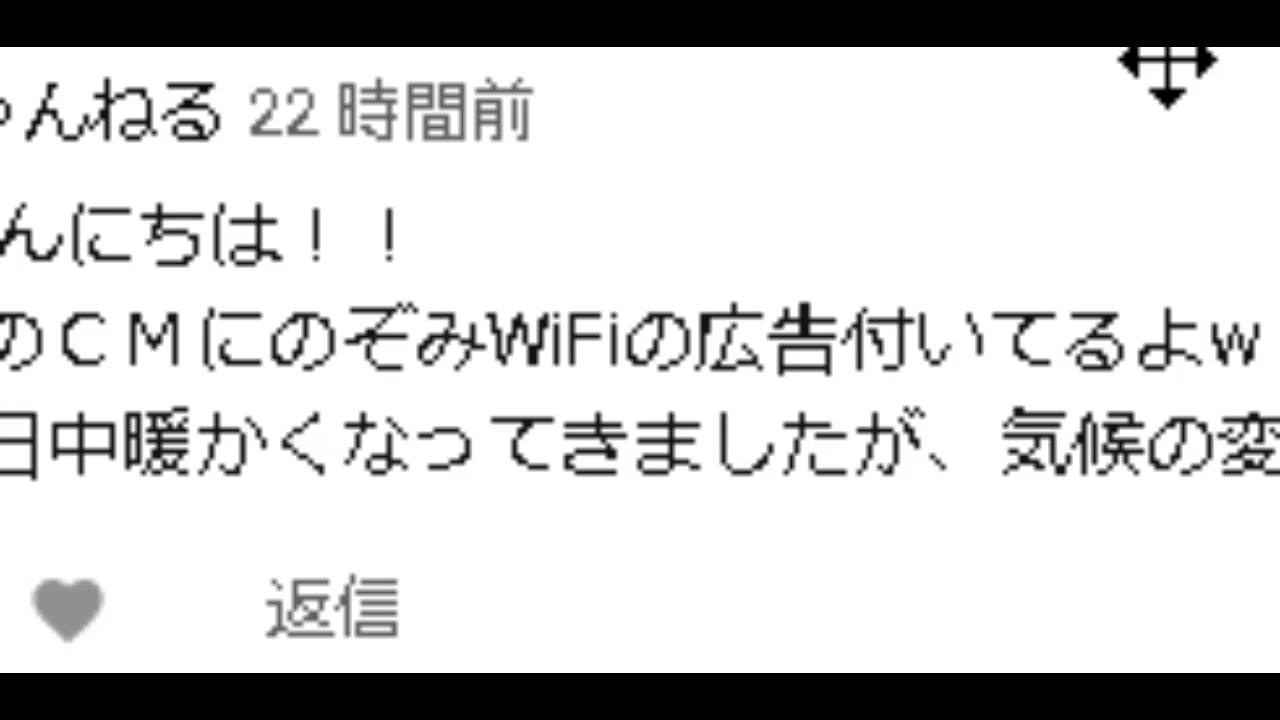 ゃんねる 22 時間前
んにちは！！
のＣＭにのぞみWiFiの広告付いてるよw
日中暖かくなってきましたが、気候の変
返信